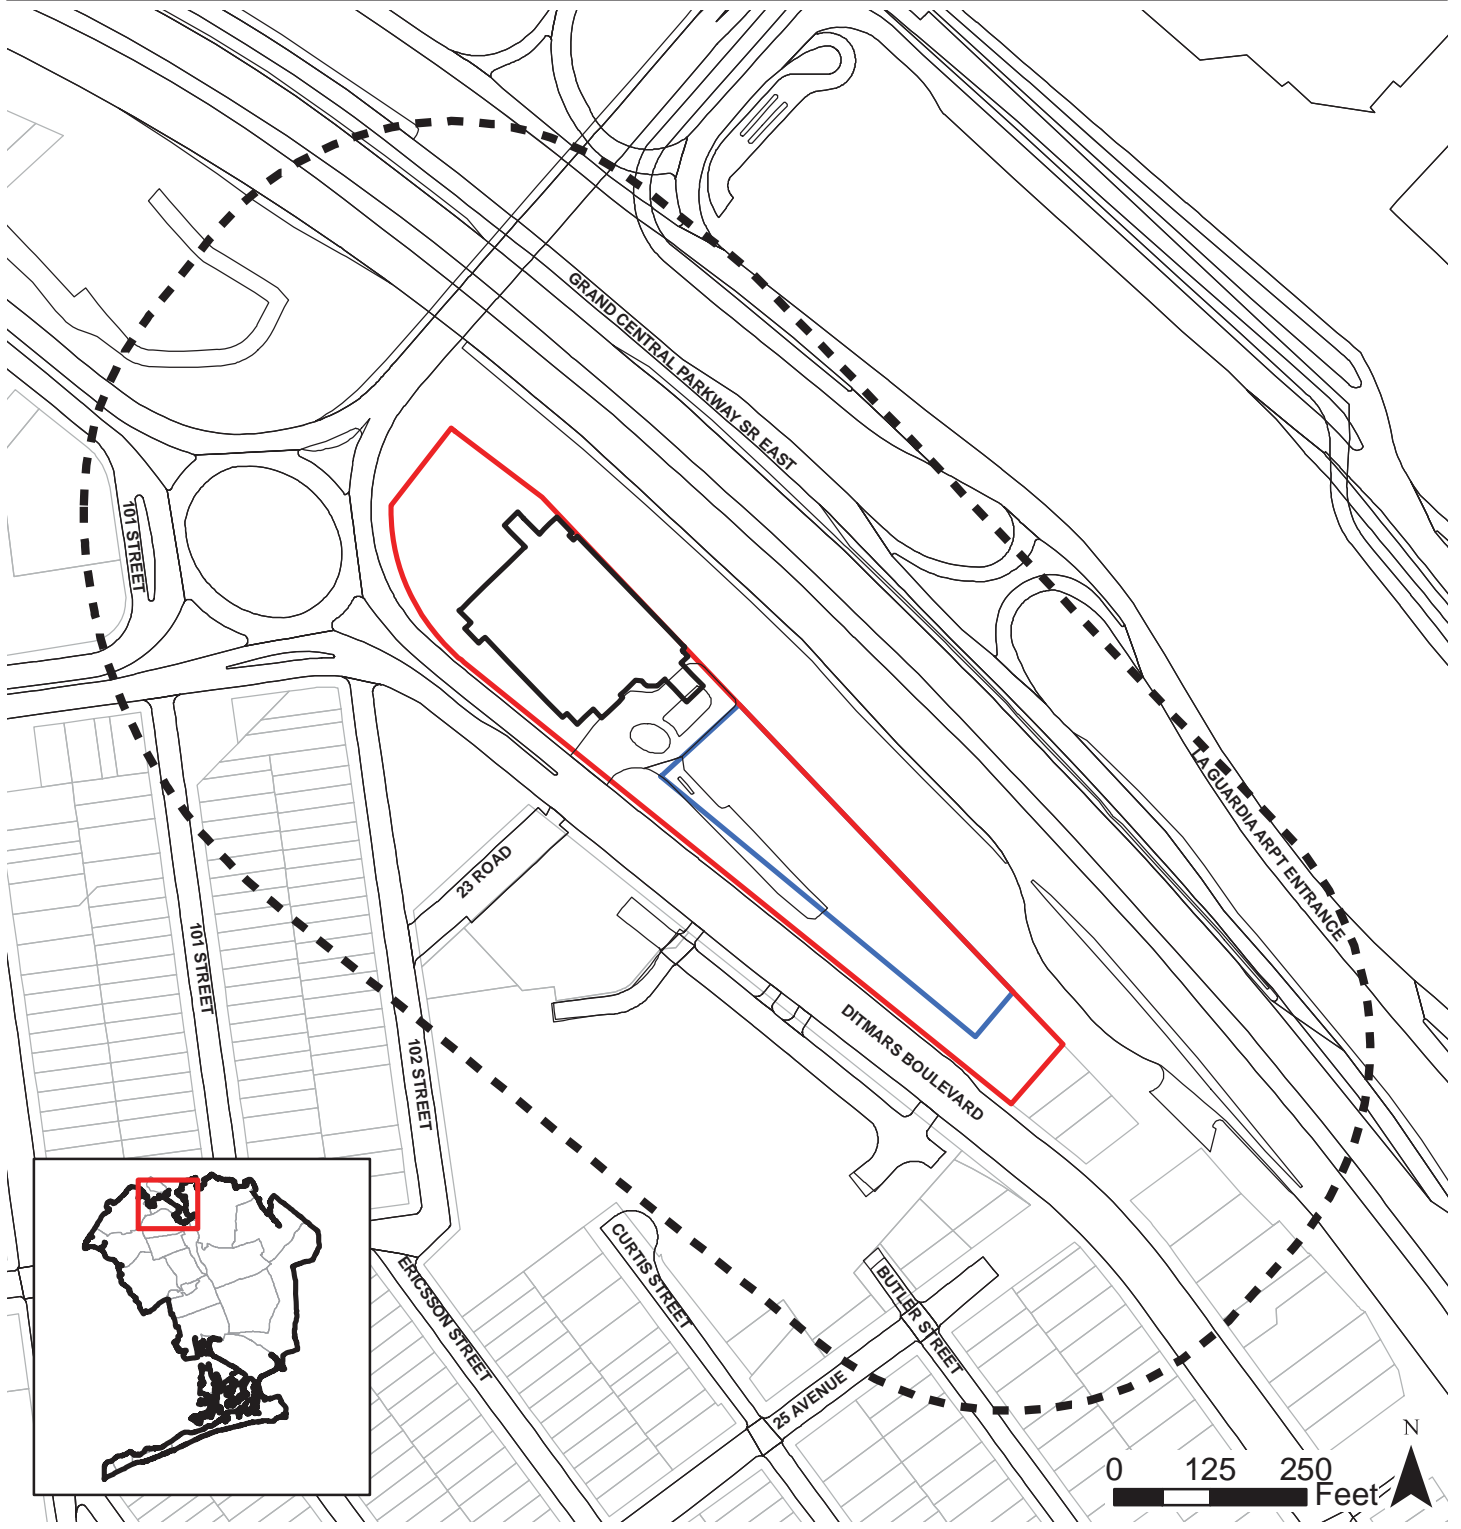 GRAND CENTRAL PARKWAY SR EAST
101 STREET
LA GUARDIA ARPT ENTRANCE
23 ROAD
101 STREET
102 STREET
DITMARS BOULEVARD
CURTIS STREET
ERICSSON STREET
BUTLER STREET
25 AVENUE
N
0 125 250
Feet